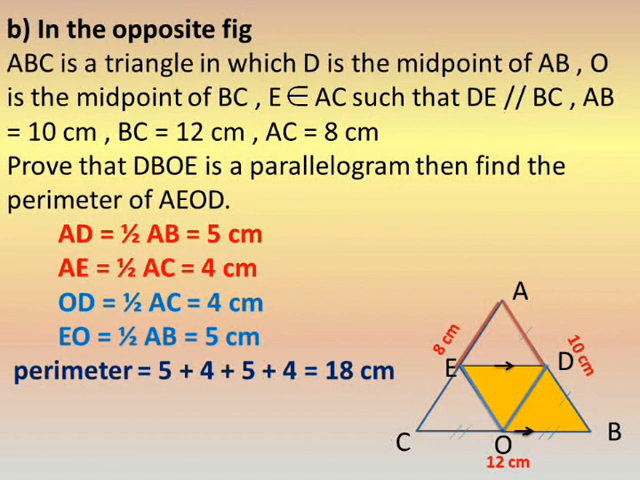 b) In the opposite fig
ABC is a triangle in which D is the midpoint of AB , O
is the midpoint of BC , E ∈ AC such that DE // BC , AB
= 10 cm , BC = 12 cm , AC = 8 cm
Prove that DBOE is a parallelogram then find the
perimeter of AEOD.
AD = ½ AB = 5 cm
AE = ½ AC = 4 cm
OD = ½ AC = 4 cm
EO = ½ AB = 5 cm
perimeter = 5 + 4 + 5 + 4 = 18 cm
A
8 cm
10 cm
E
D
C
O
B
12 cm